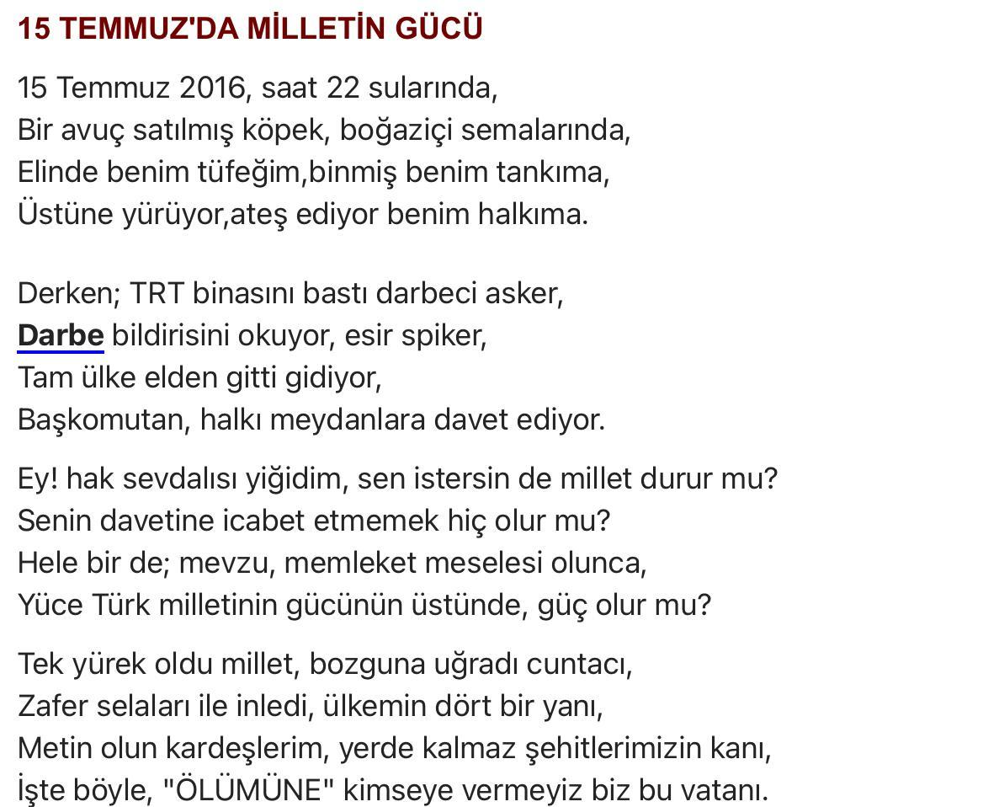 15 TEMMUZ'DA MİLLETİN GÜCÜ
15 Temmuz 2016, saat 22 sularında,
Bir avuç satılmış köpek, boğaziçi semalarında,
Elinde benim tüfeğim,binmiş benim tankıma,
Üstüne yürüyor,ateş ediyor benim halkıma.
Derken; TRT binasını bastı darbeci asker,
Darbe bildirisini okuyor, esir spiker,
Tam ülke elden gitti gidiyor,
Başkomutan, halkı meydanlara davet ediyor.
Ey! hak sevdalısı yiğidim, sen istersin de millet durur mu?
Senin davetine icabet etmemek hiç olur mu?
Hele bir de; mevzu, memleket meselesi olunca,
Yüce Türk milletinin gücünün üstünde, güç olur mu?
Tek yürek oldu millet, bozguna uğradı cuntacı,
Zafer selaları ile inledi, ülkemin dört bir yanı,
Metin olun kardeşlerim, yerde kalmaz şehitlerimizin kanı,
İşte böyle, "ÖLÜMÜNE" kimseye vermeyiz biz bu vatanı.